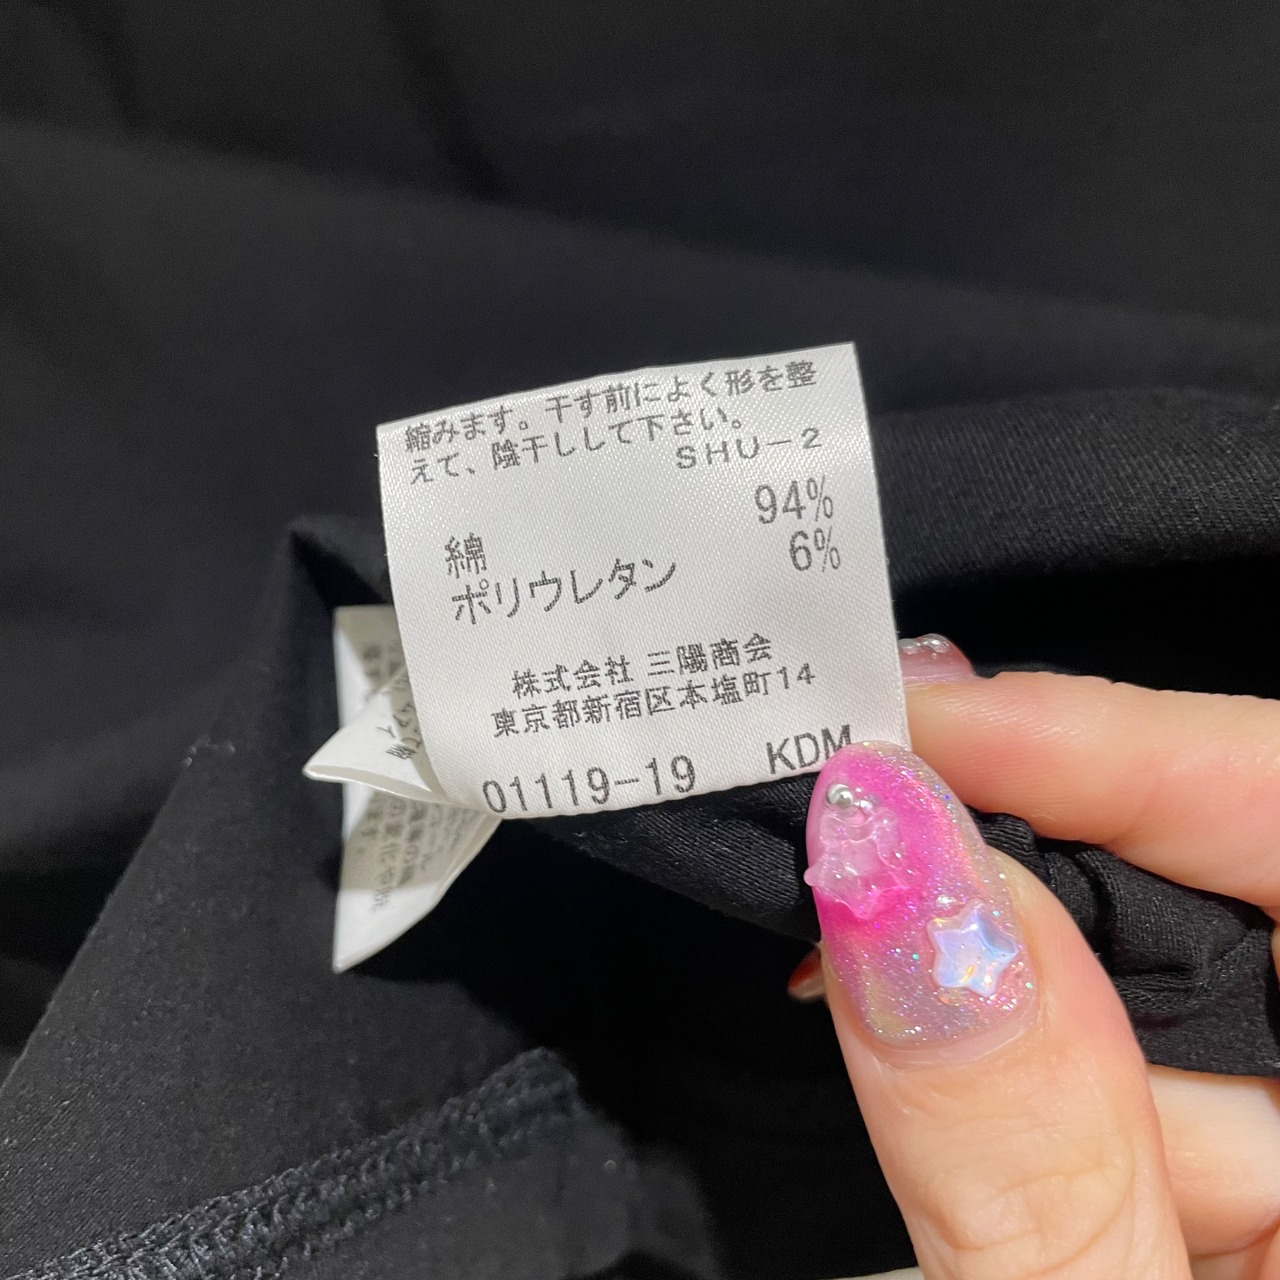 縮みます。干す前によく形を整
えて、陰干しして下さい。
SHU-2
綿 94%
ポリウレタン 6%
株式会社 三陽商会
東京都新宿区本塩町14
01119-19 KDM